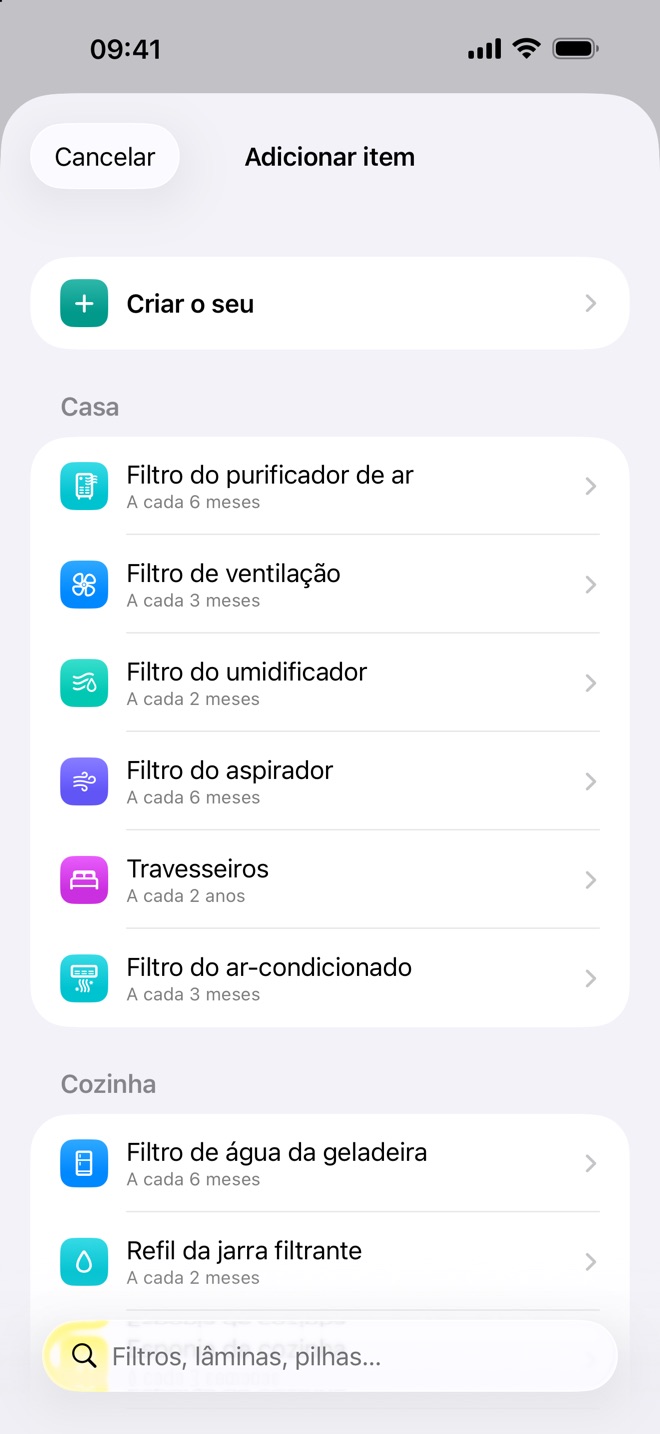 09:41
Cancelar
Adicionar item
Criar o seu
Casa
Filtro do purificador de ar
A cada 6 meses
Filtro de ventilação
A cada 3 meses
Filtro do umidificador
A cada 2 meses
Filtro do aspirador
A cada 6 meses
Travesseiros
A cada 2 anos
Filtro do ar-condicionado
A cada 3 meses
Cozinha
Filtro de água da geladeira
A cada 6 meses
Refil da jarra filtrante
A cada 2 meses
Filtros, lâminas, pilhas...